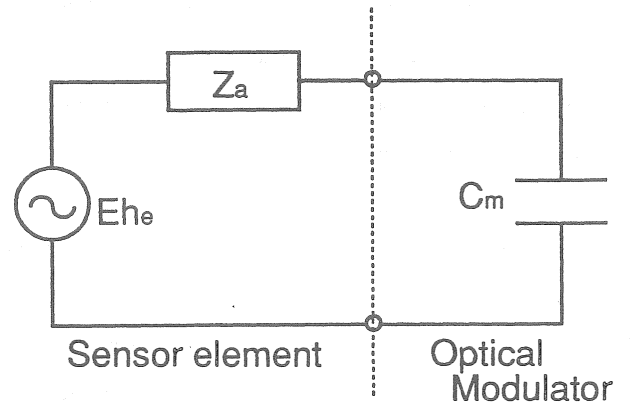 Za
Ehe
Cm
Sensor element
Optical
Modulator